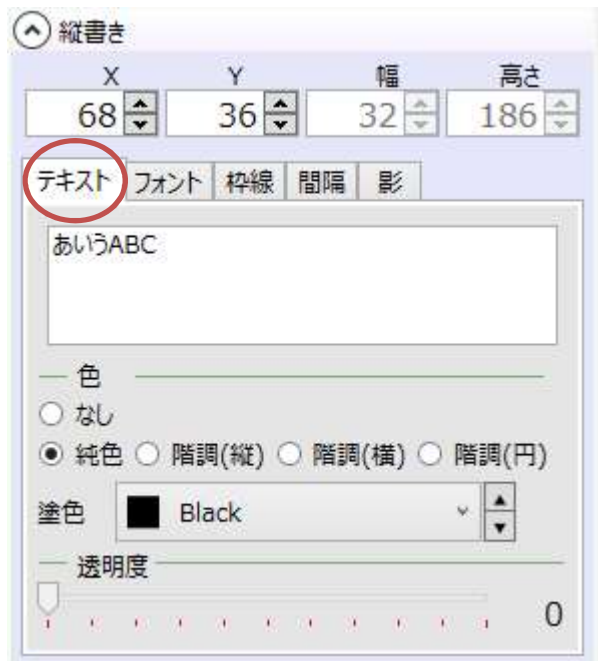 縦書き
X Y 幅 高さ
68 36 32 186
テキスト フォント 枠線 間隔 影
あいうABC
色
なし
純色 階調(縦) 階調(横) 階調(円)
塗色 Black
透明度
0